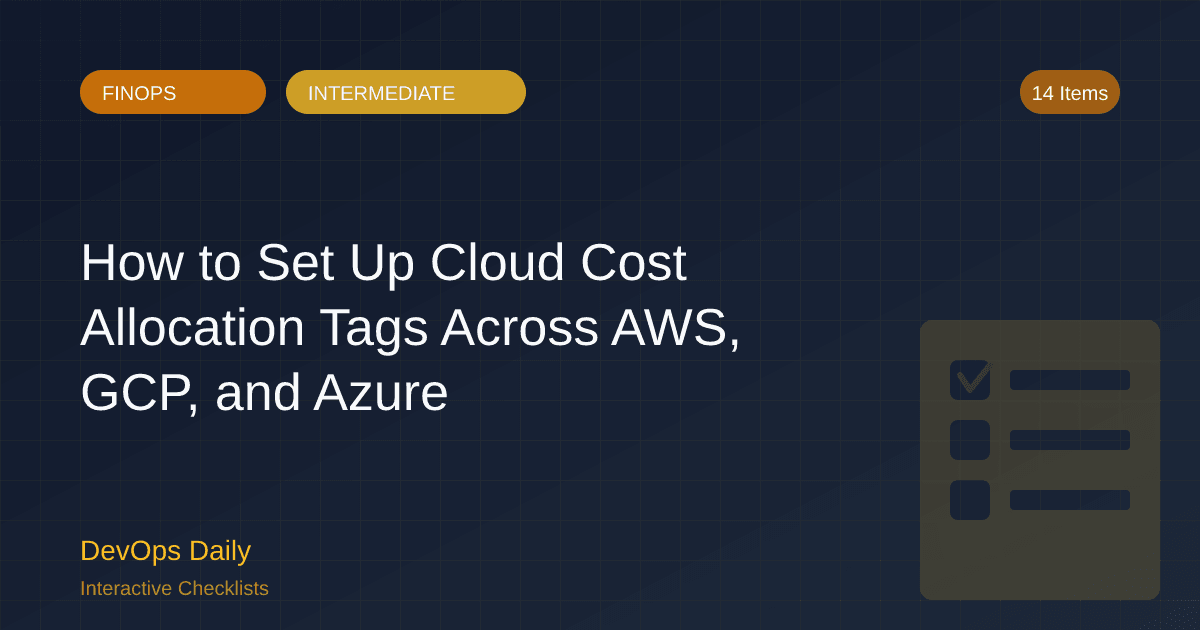 FINOPS
INTERMEDIATE
14 Items
How to Set Up Cloud Cost
Allocation Tags Across AWS,
GCP, and Azure
DevOps Daily
Interactive Checklists